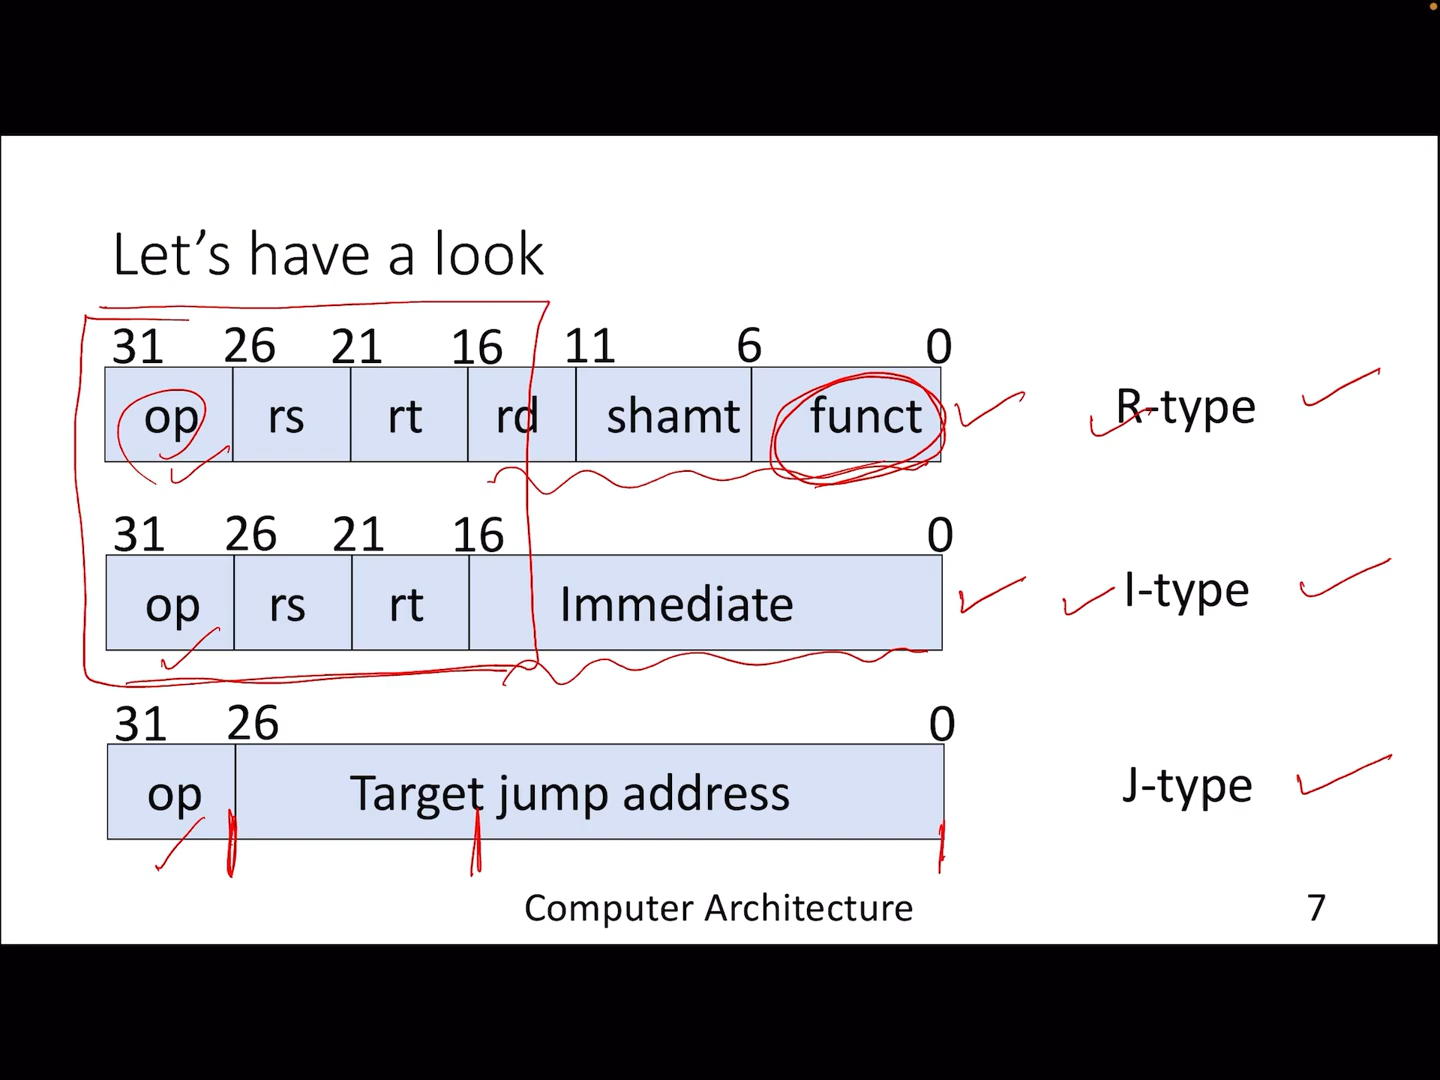 Let's have a look
31 26 21 16 11 6 0
op rs rt rd shamt funct R-type
31 26 21 16 0
op rs rt Immediate I-type
31 26 0
op Target jump address J-type
Computer Architecture 7